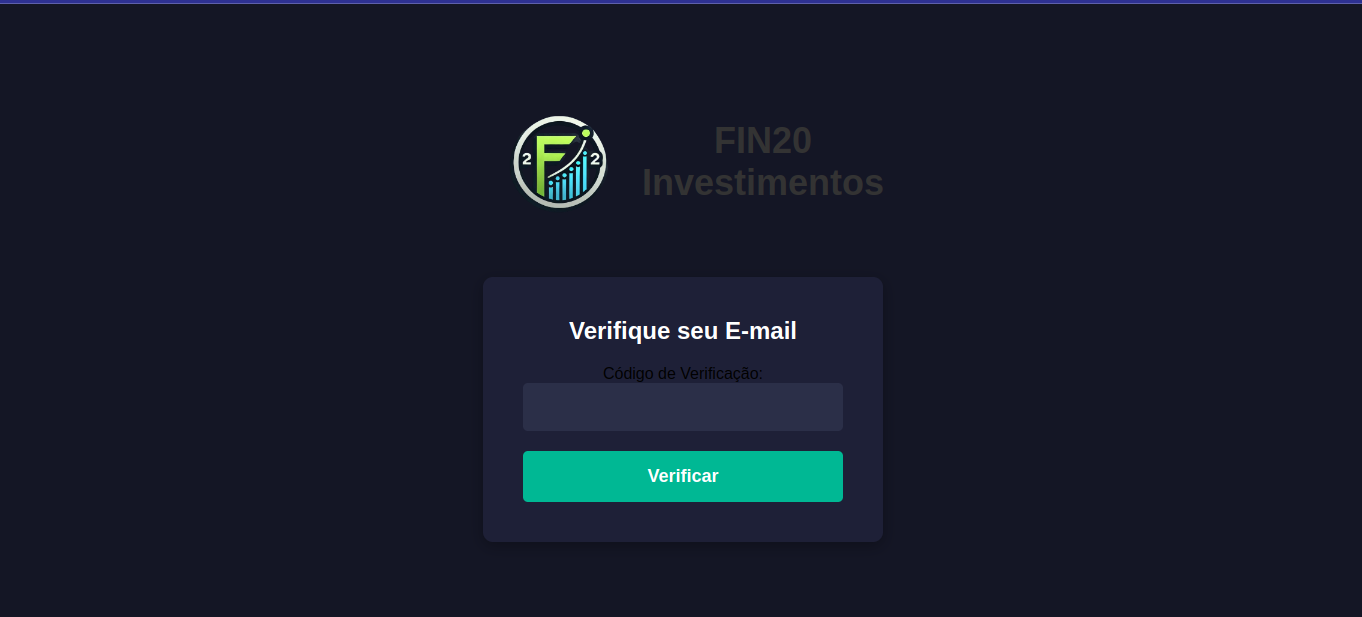 2 F 2
FIN20
Investimentos
Verifique seu E-mail
Código de Verificação:
Verificar